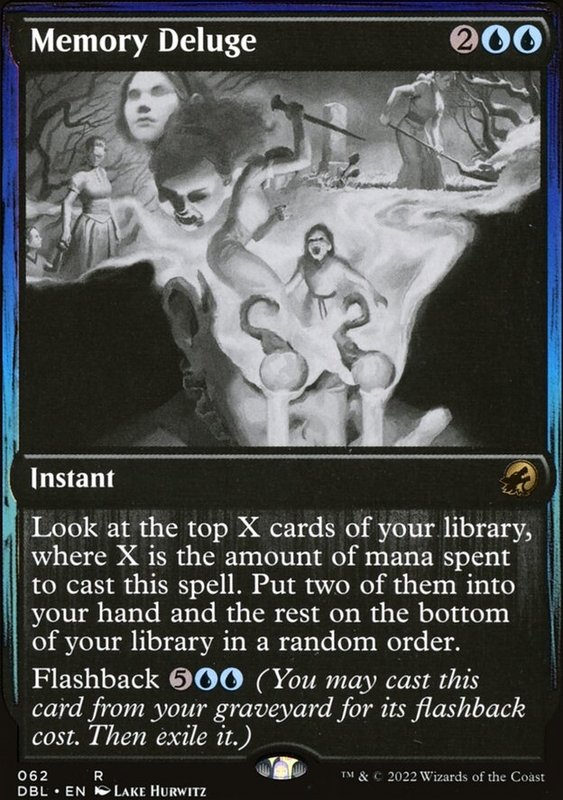 Memory Deluge 2
Instant
Look at the top X cards of your library,
where X is the amount of mana spent
to cast this spell. Put two of them into
your hand and the rest on the bottom
of your library in a random order.
Flashback 5 (You may cast this
card from your graveyard for its flashback
cost. Then exile it.)
062 R
DBL • EN LAKE HURWITZ
™ & © 2022 Wizards of the Coast